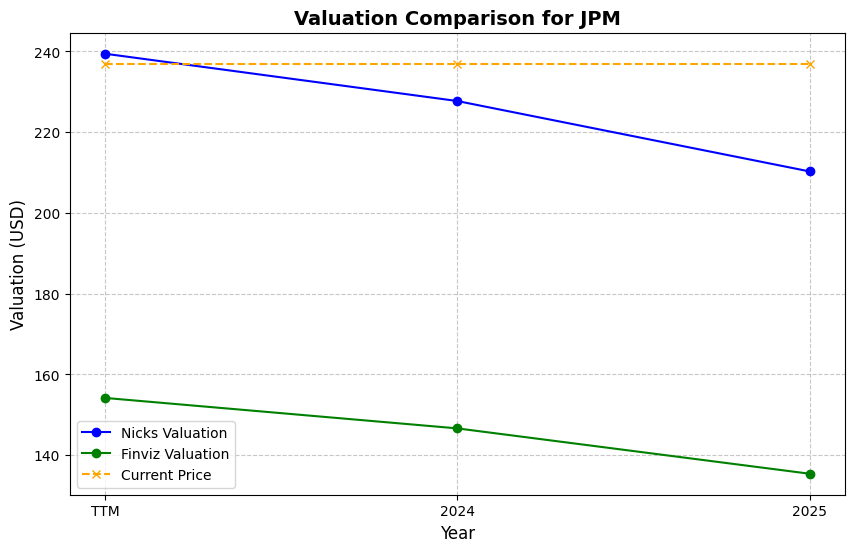 Valuation Comparison for JPM
Valuation (USD)
240
220
200
180
160
140
Nicks Valuation
Finviz Valuation
Current Price
TTM
2024
2025
Year